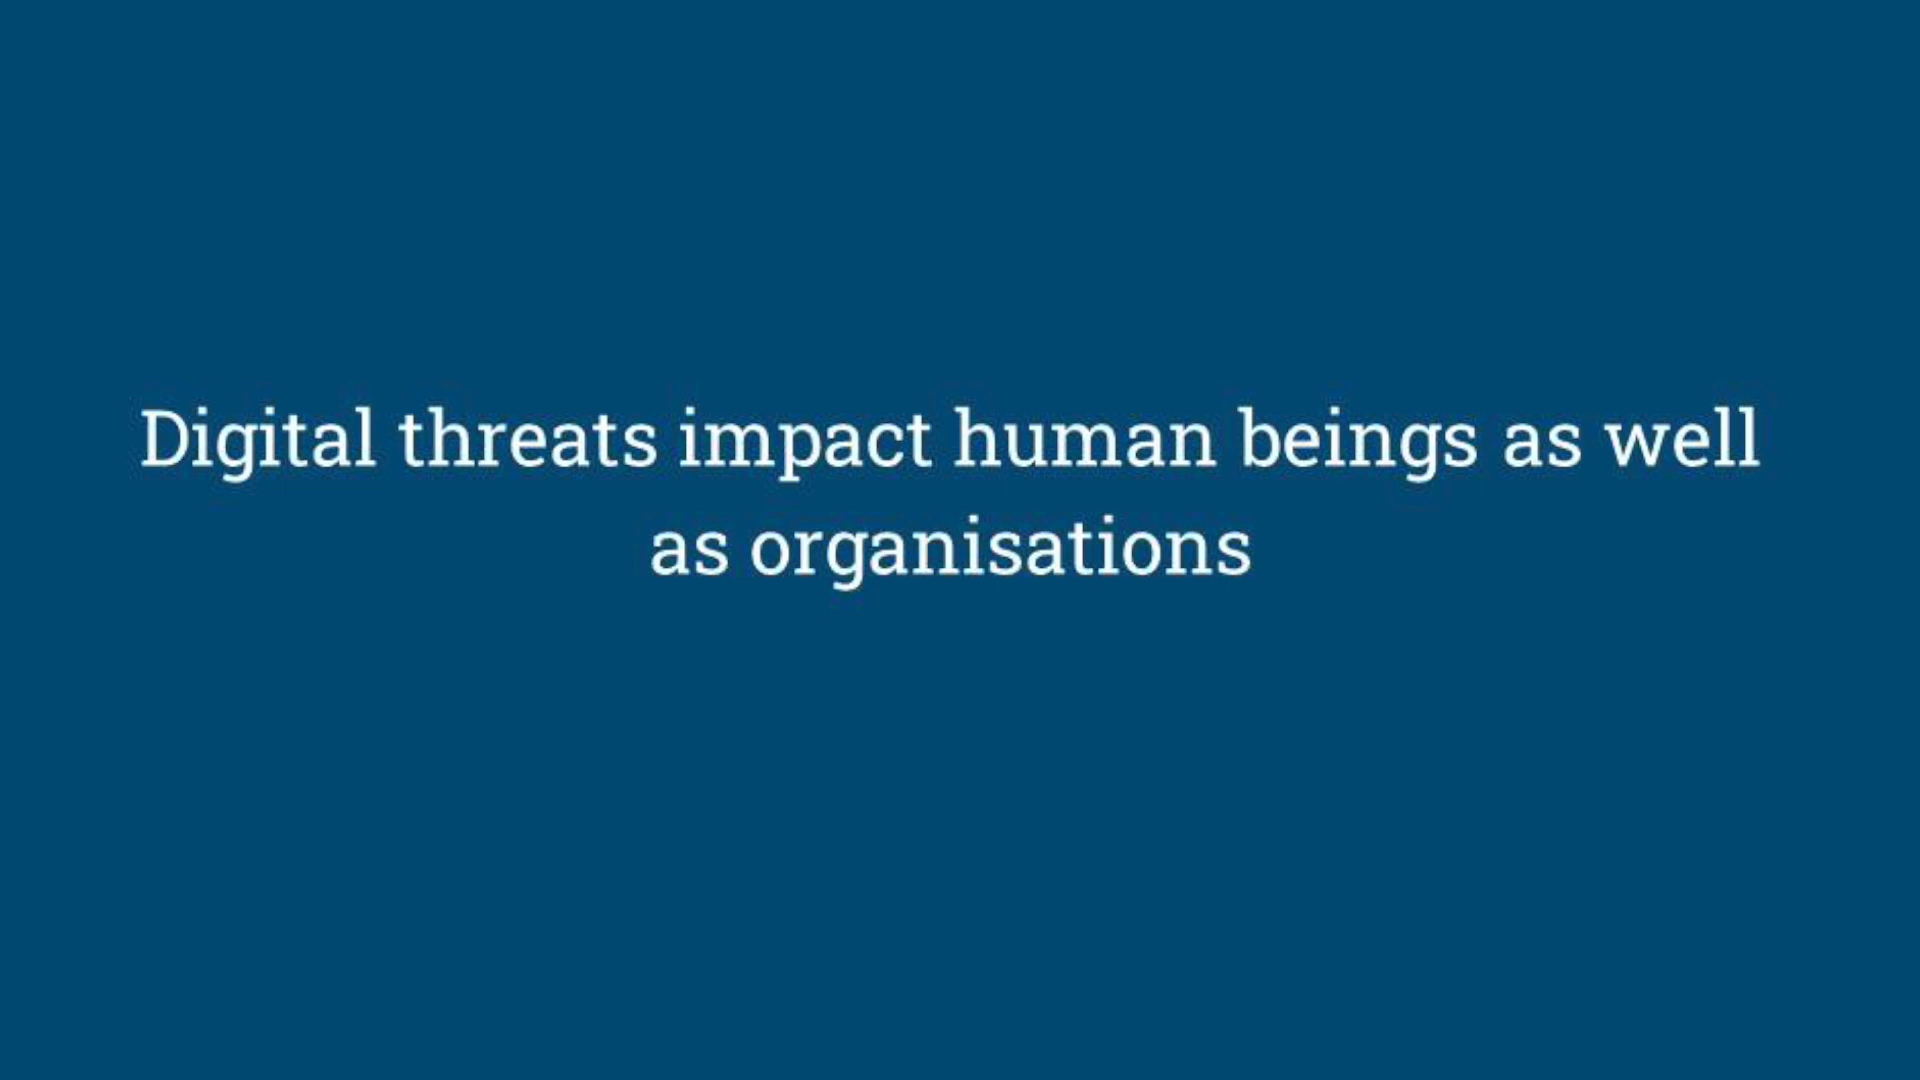 Digital threats impact human beings as well
as organisations